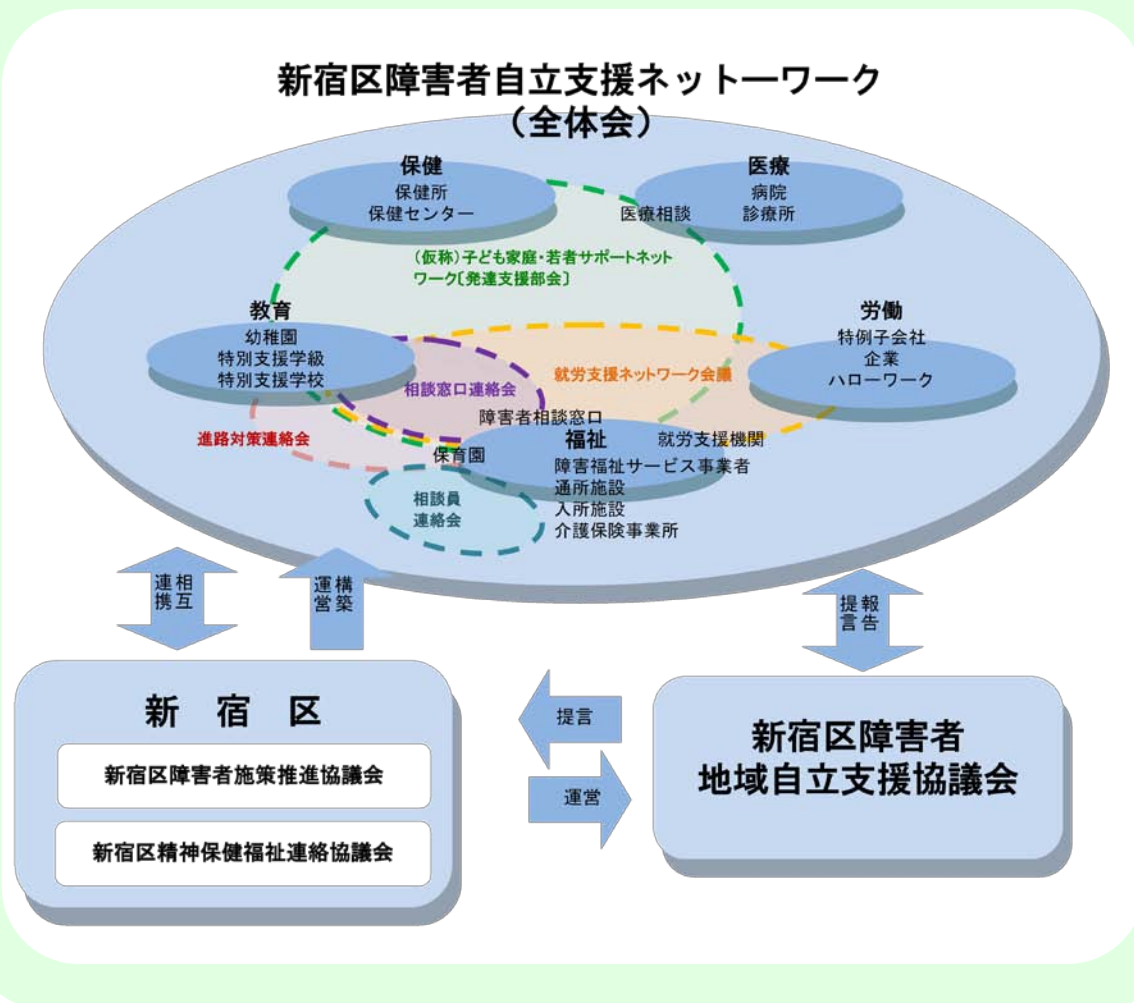 新宿区障害者自立支援ネットーワーク
（全体会）
保健
保健所
保健センター
医療
病院
診療所
医療相談
（仮称）子ども家庭・若者サポートネット
ワーク〔発達支援部会〕
教育
幼稚園
特別支援学級
特別支援学校
労働
特例子会社
企業
ハローワーク
相談窓口連絡会
就労支援ネットワーク会議
障害者相談窓口
進路対策連絡会
保育園
福祉
就労支援機関
障害福祉サービス事業者
通所施設
入所施設
介護保険事業所
相談員
連絡会
相互
連携
構築
運営
報告
提言
新 宿 区
新宿区障害者施策推進協議会
新宿区精神保健福祉連絡協議会
提言
運営
新宿区障害者
地域自立支援協議会